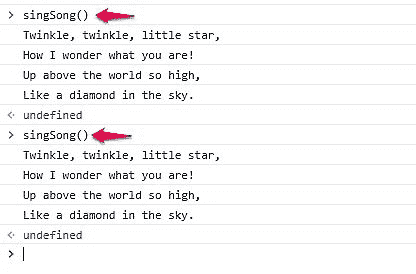 > singSong()
Twinkle, twinkle, little star,
How I wonder what you are!
Up above the world so high,
Like a diamond in the sky.
undefined
> singSong()
Twinkle, twinkle, little star,
How I wonder what you are!
Up above the world so high,
Like a diamond in the sky.
undefined
>